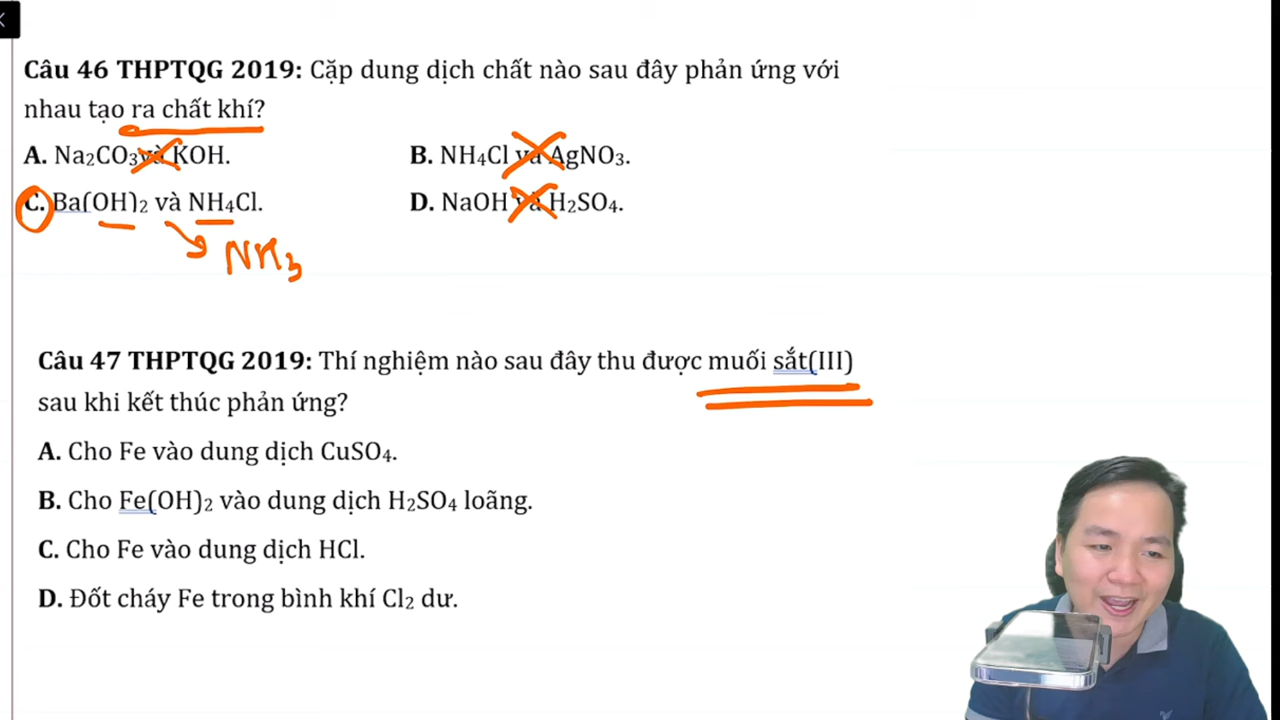 Câu 46 THPTQG 2019: Cặp dung dịch chất nào sau đây phản ứng với
nhau tạo ra chất khí?
A. Na₂CO₃ và KOH. B. NH₄Cl và AgNO₃.
C. Ba(OH)₂ và NH₄Cl. D. NaOH và H₂SO₄.
NH₃
Câu 47 THPTQG 2019: Thí nghiệm nào sau đây thu được muối sắt(III)
sau khi kết thúc phản ứng?
A. Cho Fe vào dung dịch CuSO₄.
B. Cho Fe(OH)₂ vào dung dịch H₂SO₄ loãng.
C. Cho Fe vào dung dịch HCl.
D. Đốt cháy Fe trong bình khí Cl₂ dư.